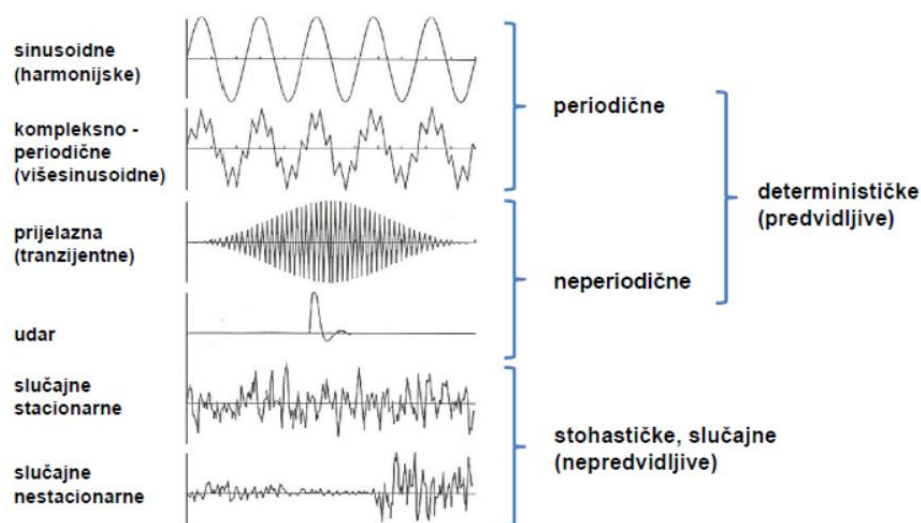 sinusoidne
(harmonijske)
kompleksno -
periodične
(višesinusoidne)
prijelazna
(tranzijentne)
udar
slučajne
stacionarne
slučajne
nestacionarne
periodične
neperiodične
stohastičke, slučajne
(nepredvidljive)
determinističke
(predvidljive)